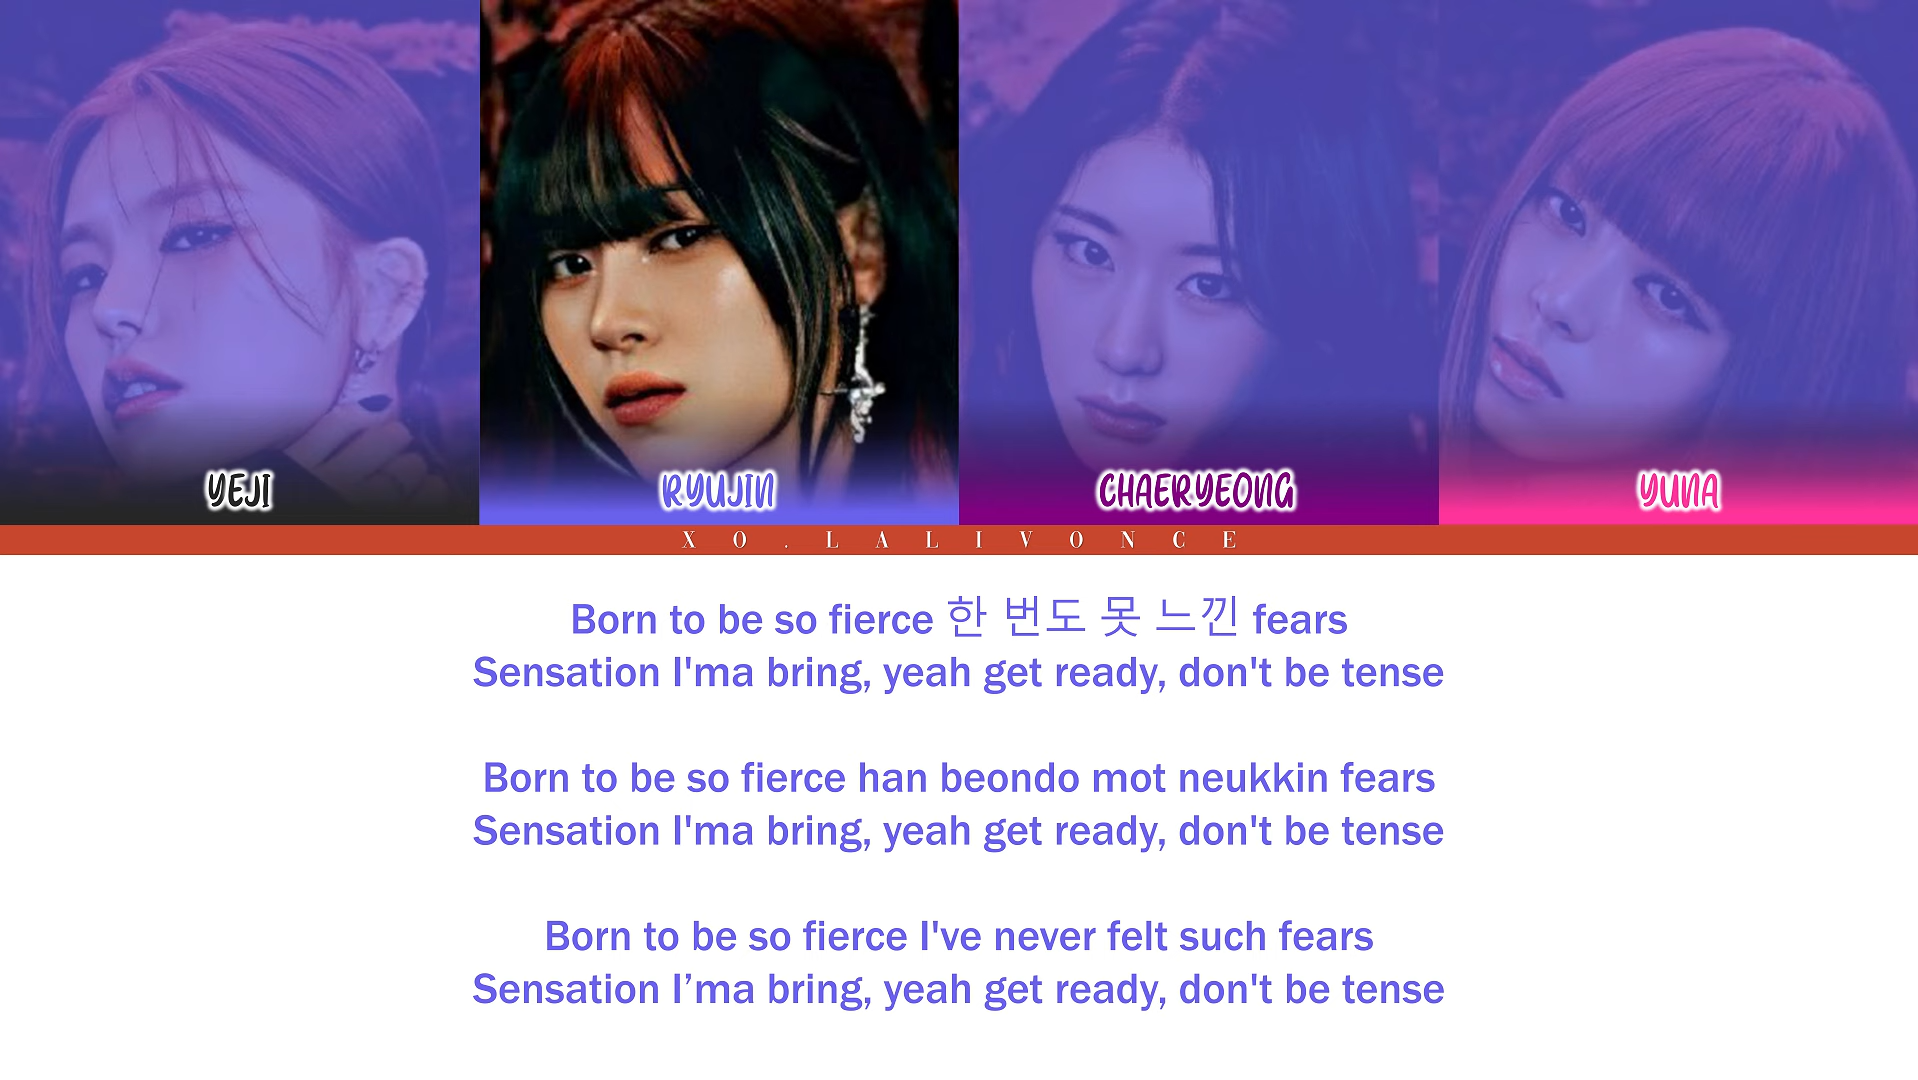 YEJI
RYUJIN
CHAERYEONG
YUNA
XO.LALIVONCE
Born to be so fierce 한 번도 못 느낀 fears
Sensation I'ma bring, yeah get ready, don't be tense
Born to be so fierce han beondo mot neukkin fears
Sensation I'ma bring, yeah get ready, don't be tense
Born to be so fierce I've never felt such fears
Sensation I’ma bring, yeah get ready, don't be tense